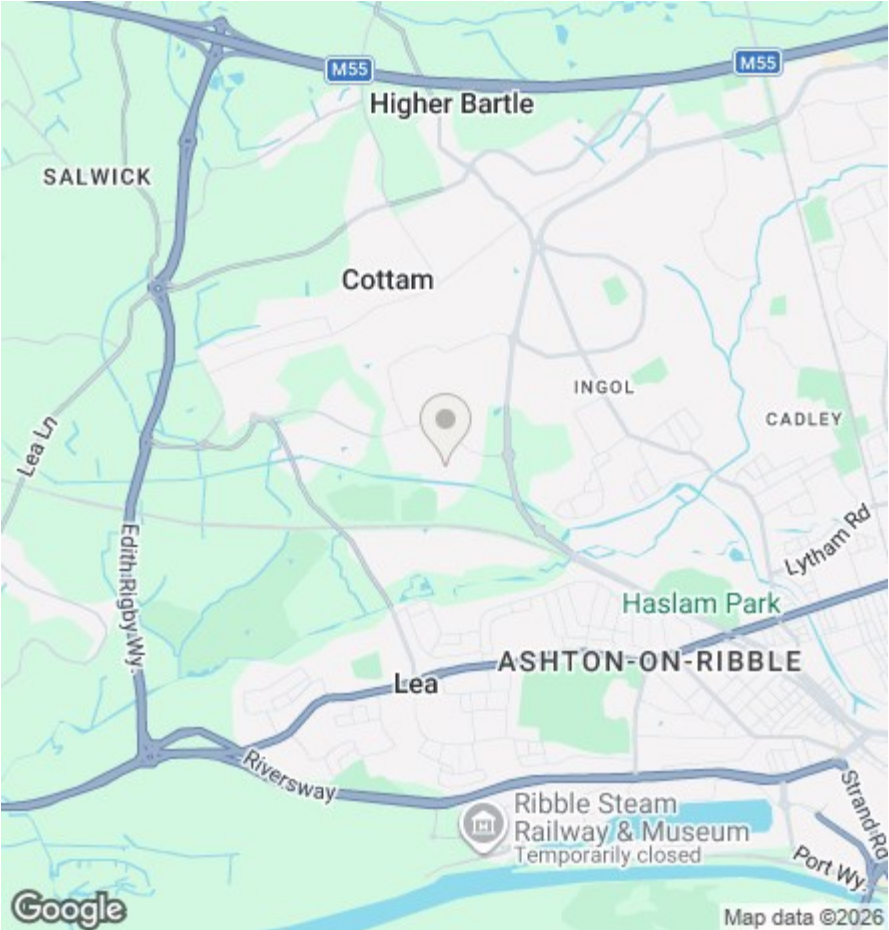 M55
M55
Higher Bartle
SALWICK
Cottam
INGOL
CADLEY
Lea Ln
Lytham Rd
Edith Rigby Wy.
Haslam Park
ASHTON-ON-RIBBLE
Lea
Riversway
Ribble Steam
Railway & Museum
Temporarily closed
Strand Rd
Port Wy.
Google
Map data ©2026